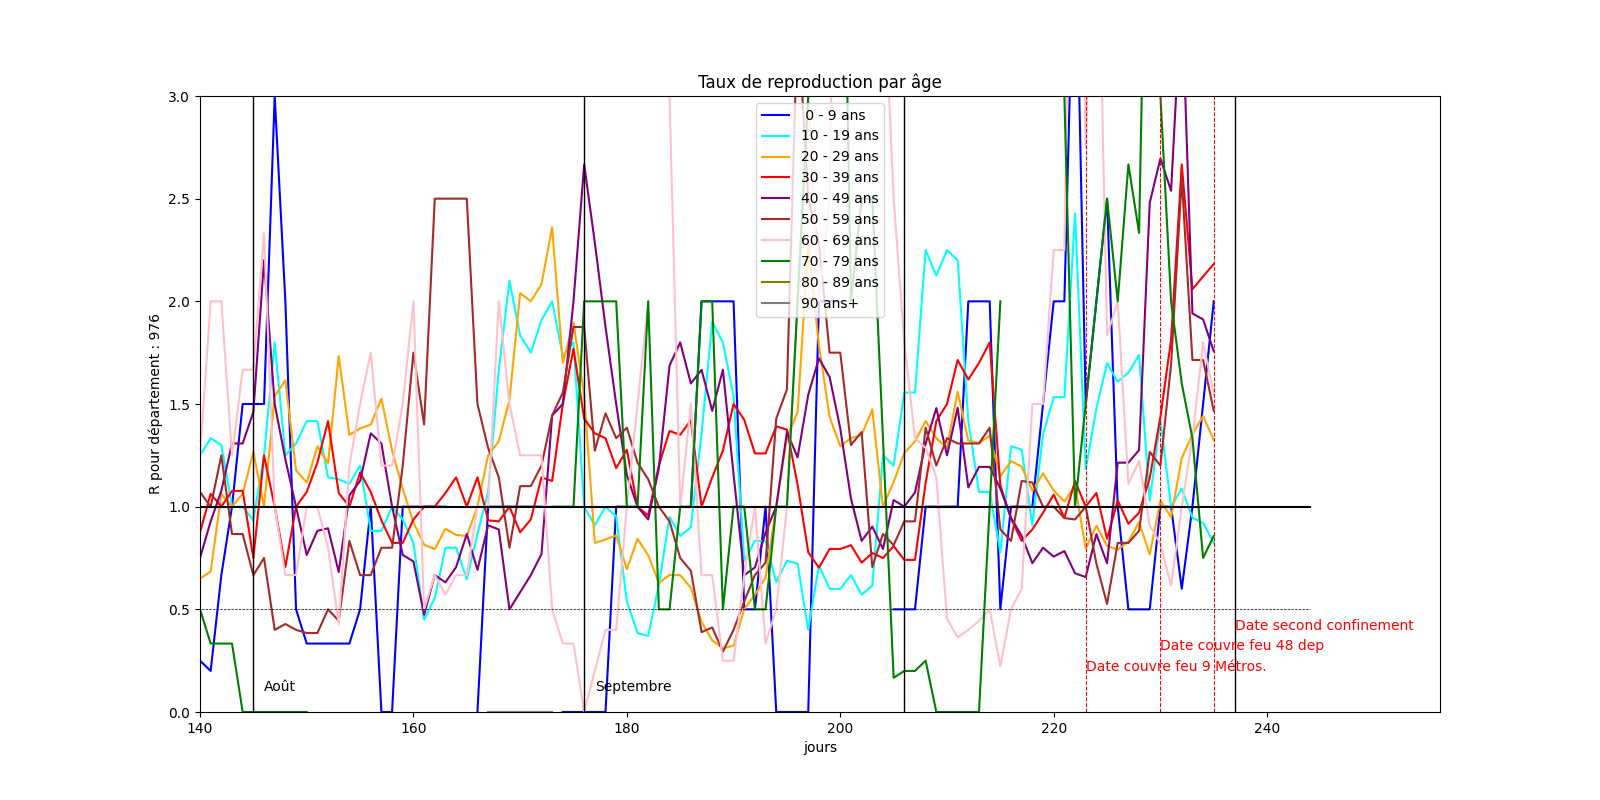 Taux de reproduction par âge
R pour département : 976
3.0
2.5
2.0
1.5
1.0
0.5
0.0
0 - 9 ans
10 - 19 ans
20 - 29 ans
30 - 39 ans
40 - 49 ans
50 - 59 ans
60 - 69 ans
70 - 79 ans
80 - 89 ans
90 ans+
Date second confinement
Date couvre feu 48 dep
Date couvre feu 9 Métros.
Août
Septembre
140
160
180
200
220
240
jours